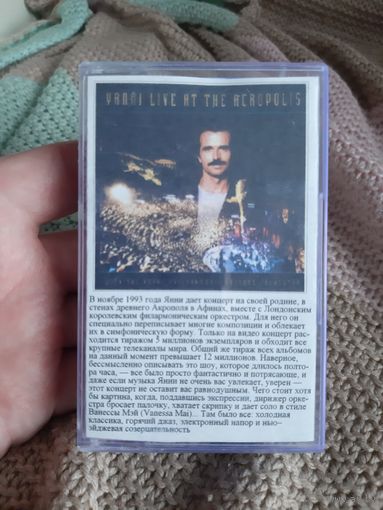 YANNI LIVE AT THE ACROPOLIS
В ноябре 1993 года Янни дает концерт на своей родине, в
стенах древнего Акрополя в Афинах, вместе с Лондонским
королевским филармоническим оркестром. Для него он
специально переписывает многие композиции и облекает
их в симфоническую форму. Только на видео концерт рас-
ходится тиражом 5 миллионов экземпляров и обходит все
крупные телеканалы мира. Общий же тираж всех альбомов
на данный момент превышает 12 миллионов. Наверное,
бессмысленно описывать это шоу, которое длилось полто-
ра часа, — все было просто фантастично и потрясающе, и
даже если музыка Янни не очень вас увлекает, уверен —
этот концерт не оставит вас равнодушным. Чего стоит хотя
бы картина, когда, поддавшись экспрессии, дирижер орке-
стра бросает палочку, хватает скрипку и дает соло в стиле
Ванессы Мэй (Vanessa Mai)... Там было все: холодная
классика, горячий джаз, электронный напор и нью-
эйджевая созерцательность